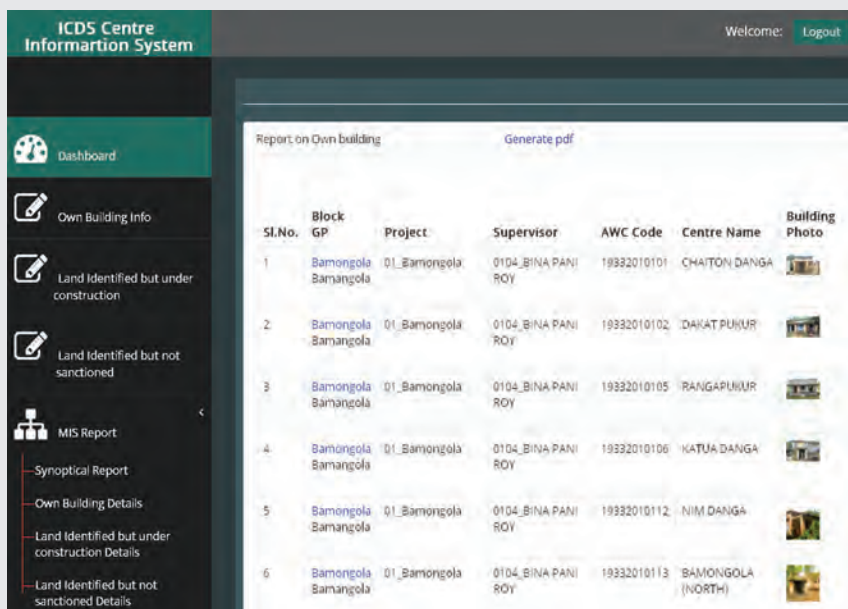 ICDS Centre
Informartion System
Welcome:
Logout
Dashboard
Own Building Info
Land Identified but under
construction
Land Identified but not
sanctioned
MIS Report
Synoptical Report
Own Building Details
Land Identified but under
construction Details
Land Identified but not
sanctioned Details
Report on Own building
Generate pdf
Block Building
Sl.No. GP Project Supervisor AWC Code Centre Name Photo
1 Bamongola 01_Bamongola 0104_BINA PANI 19332010101 CHAITON DANGA
Bamangola ROY
2 Bamongola 01_Bamongola 0104_BINA PANI 19332010102 DAKAT PUKUR
Bamangola ROY
3 Bamongola 01_Bamongola 0104_BINA PANI 19332010105 RANGAPUKUR
Bamangola ROY
4 Bamongola 01_Bamongola 0104_BINA PANI 19332010106 KATUA DANGA
Bamangola ROY
5 Bamongola 01_Bamongola 0104_BINA PANI 19332010112 NIM DANGA
Bamangola ROY
6 Bamongola 01_Bamongola 0104_BINA PANI 19332010113 BAMONGOLA
Bamangola ROY (NORTH)